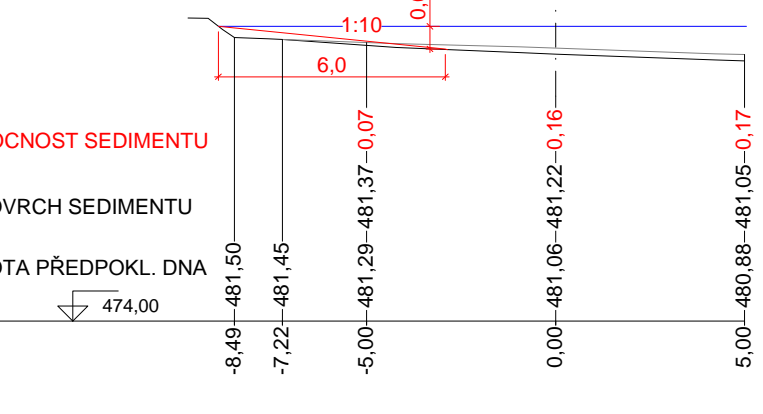 1:10
6,0
OCNOST SEDIMENTU
OVRCH SEDIMENTU
OTA PŘEDPOKL. DNA
474,00
481,50
481,45
481,29 481,37 0,07
481,06 481,22 0,16
480,88 481,05 0,17
-8,49
-7,22
-5,00
0,00
5,00